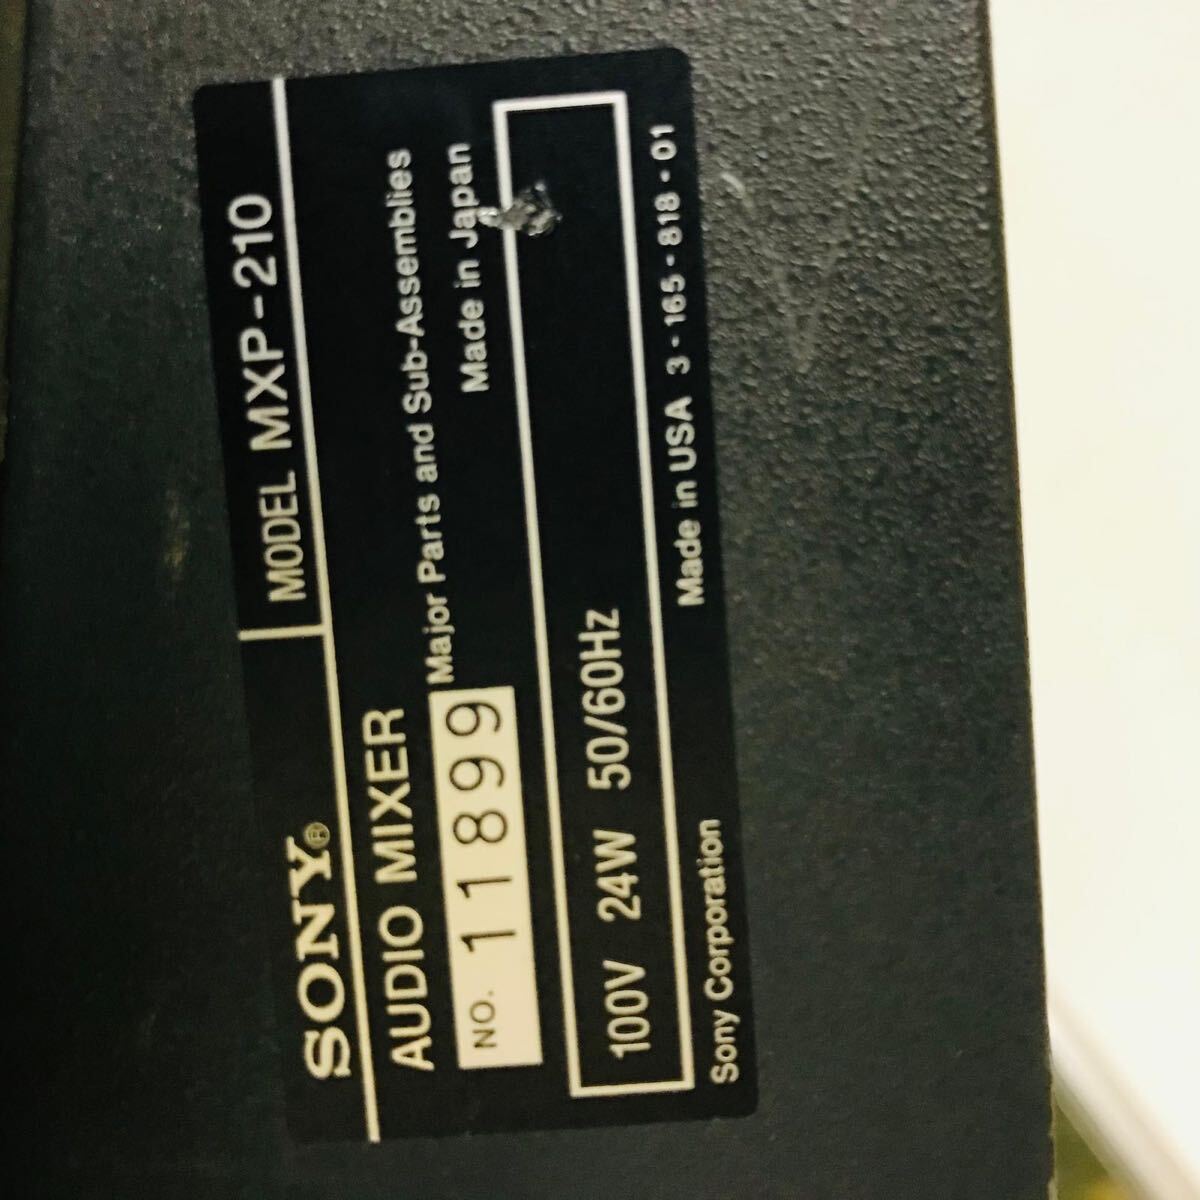 SONY® MODEL MXP-210
AUDIO MIXER
NO. 11899 Major Parts and Sub-Assemblies
Made in Japan
100V 24W 50/60Hz
Sony Corporation Made in USA 3-165-818-01